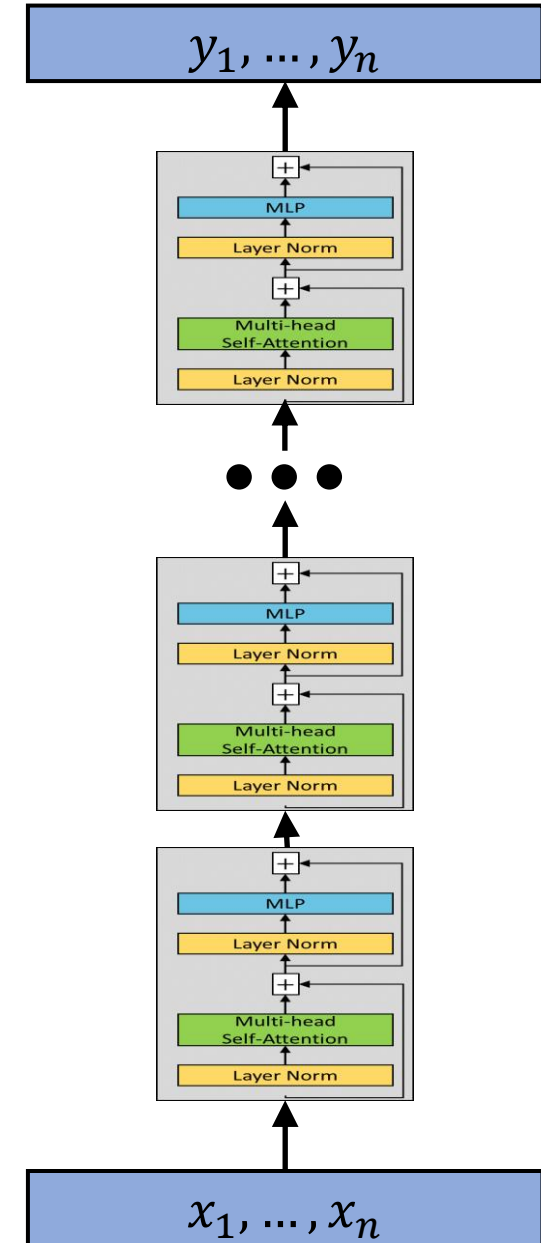 y₁, … , yₙ
+
MLP
Layer Norm
+
Multi-head
Self-Attention
Layer Norm
+
MLP
Layer Norm
+
Multi-head
Self-Attention
Layer Norm
+
MLP
Layer Norm
+
Multi-head
Self-Attention
Layer Norm
x₁, … , xₙ